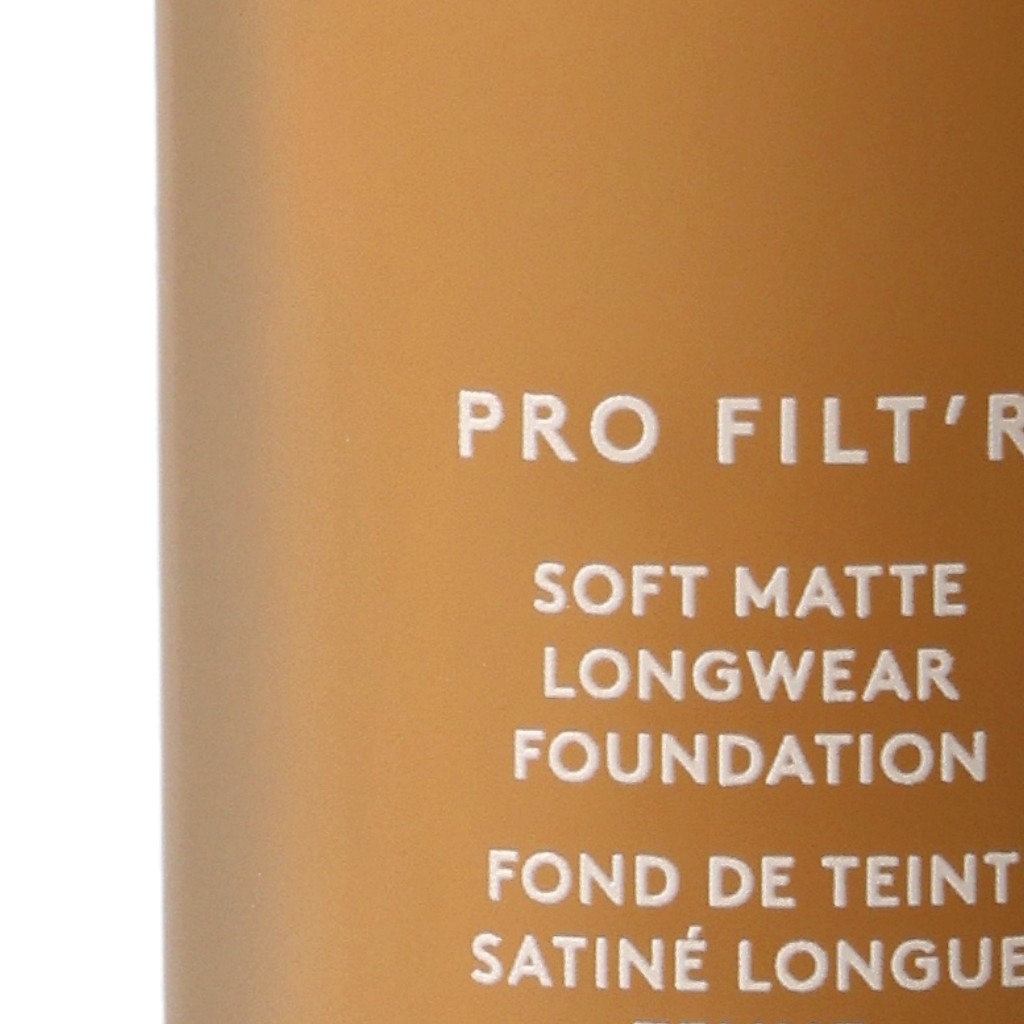 PRO FILT'R
SOFT MATTE
LONGWEAR
FOUNDATION
FOND DE TEINT
SATINÉ LONGUE